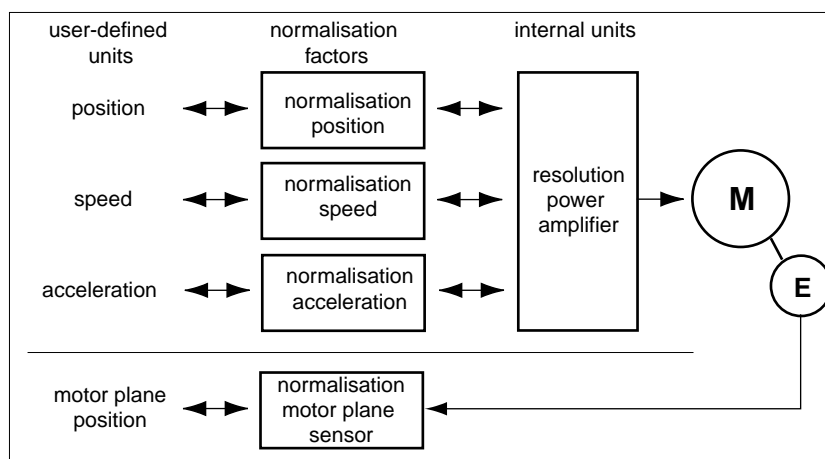 user-defined
units
normalisation
factors
internal units
position
normalisation
position
speed
normalisation
speed
acceleration
normalisation
acceleration
resolution
power
amplifier
M
E
motor plane
position
normalisation
motor plane
sensor